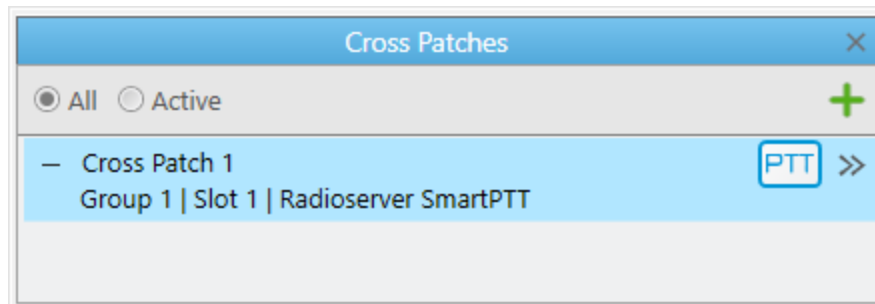 Cross Patches
All Active
Cross Patch 1 PTT
Group 1 | Slot 1 | Radioserver SmartPTT